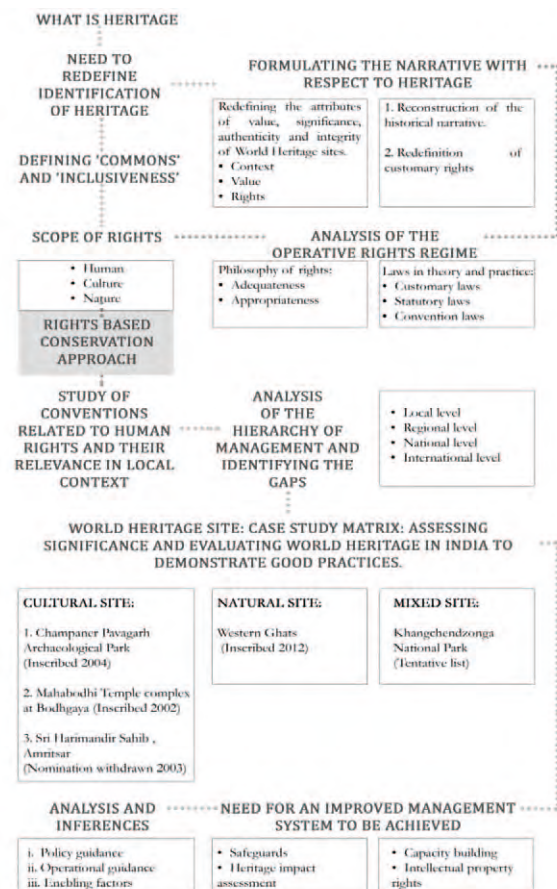 WHAT IS HERITAGE
NEED TO
REDEFINE
IDENTIFICATION
OF HERITAGE
FORMULATING THE NARRATIVE WITH
RESPECT TO HERITAGE
Redefining the attributes
of value, significance,
authenticity and integrity
of World Heritage sites.
• Context
• Value
• Rights
1. Reconstruction of the
historical narrative.
2. Redefinition of
customary rights
DEFINING 'COMMONS'
AND 'INCLUSIVENESS'
SCOPE OF RIGHTS
• Human
• Culture
• Nature
ANALYSIS OF THE
OPERATIVE RIGHTS REGIME
Philosophy of rights:
• Adequateness
• Appropriateness
Laws in theory and practice:
• Customary laws
• Statutory laws
• Convention laws
RIGHTS BASED
CONSERVATION
APPROACH
STUDY OF
CONVENTIONS
RELATED TO HUMAN
RIGHTS AND THEIR
RELEVANCE IN LOCAL
CONTEXT
ANALYSIS
OF THE
HIERARCHY OF
MANAGEMENT AND
IDENTIFYING THE
GAPS
• Local level
• Regional level
• National level
• International level
WORLD HERITAGE SITE: CASE STUDY MATRIX: ASSESSING
SIGNIFICANCE AND EVALUATING WORLD HERITAGE IN INDIA TO
DEMONSTRATE GOOD PRACTICES.
CULTURAL SITE:
1. Champaner Pavagarh
Archaeological Park
(Inscribed 2004)
2. Mahabodhi Temple complex
at Bodhgaya (Inscribed 2002)
3. Sri Harimandir Sahib ,
Amritsar
(Nomination withdrawn 2003)
NATURAL SITE:
Western Ghats
(Inscribed 2012)
MIXED SITE:
Khangchendzonga
National Park
(Tentative list)
ANALYSIS AND
INFERENCES
i. Policy guidance
ii. Operational guidance
iii. Enabling factors
NEED FOR AN IMPROVED MANAGEMENT
SYSTEM TO BE ACHIEVED
• Safeguards
• Heritage impact
assessment
• Capacity building
• Intellectual property
rights